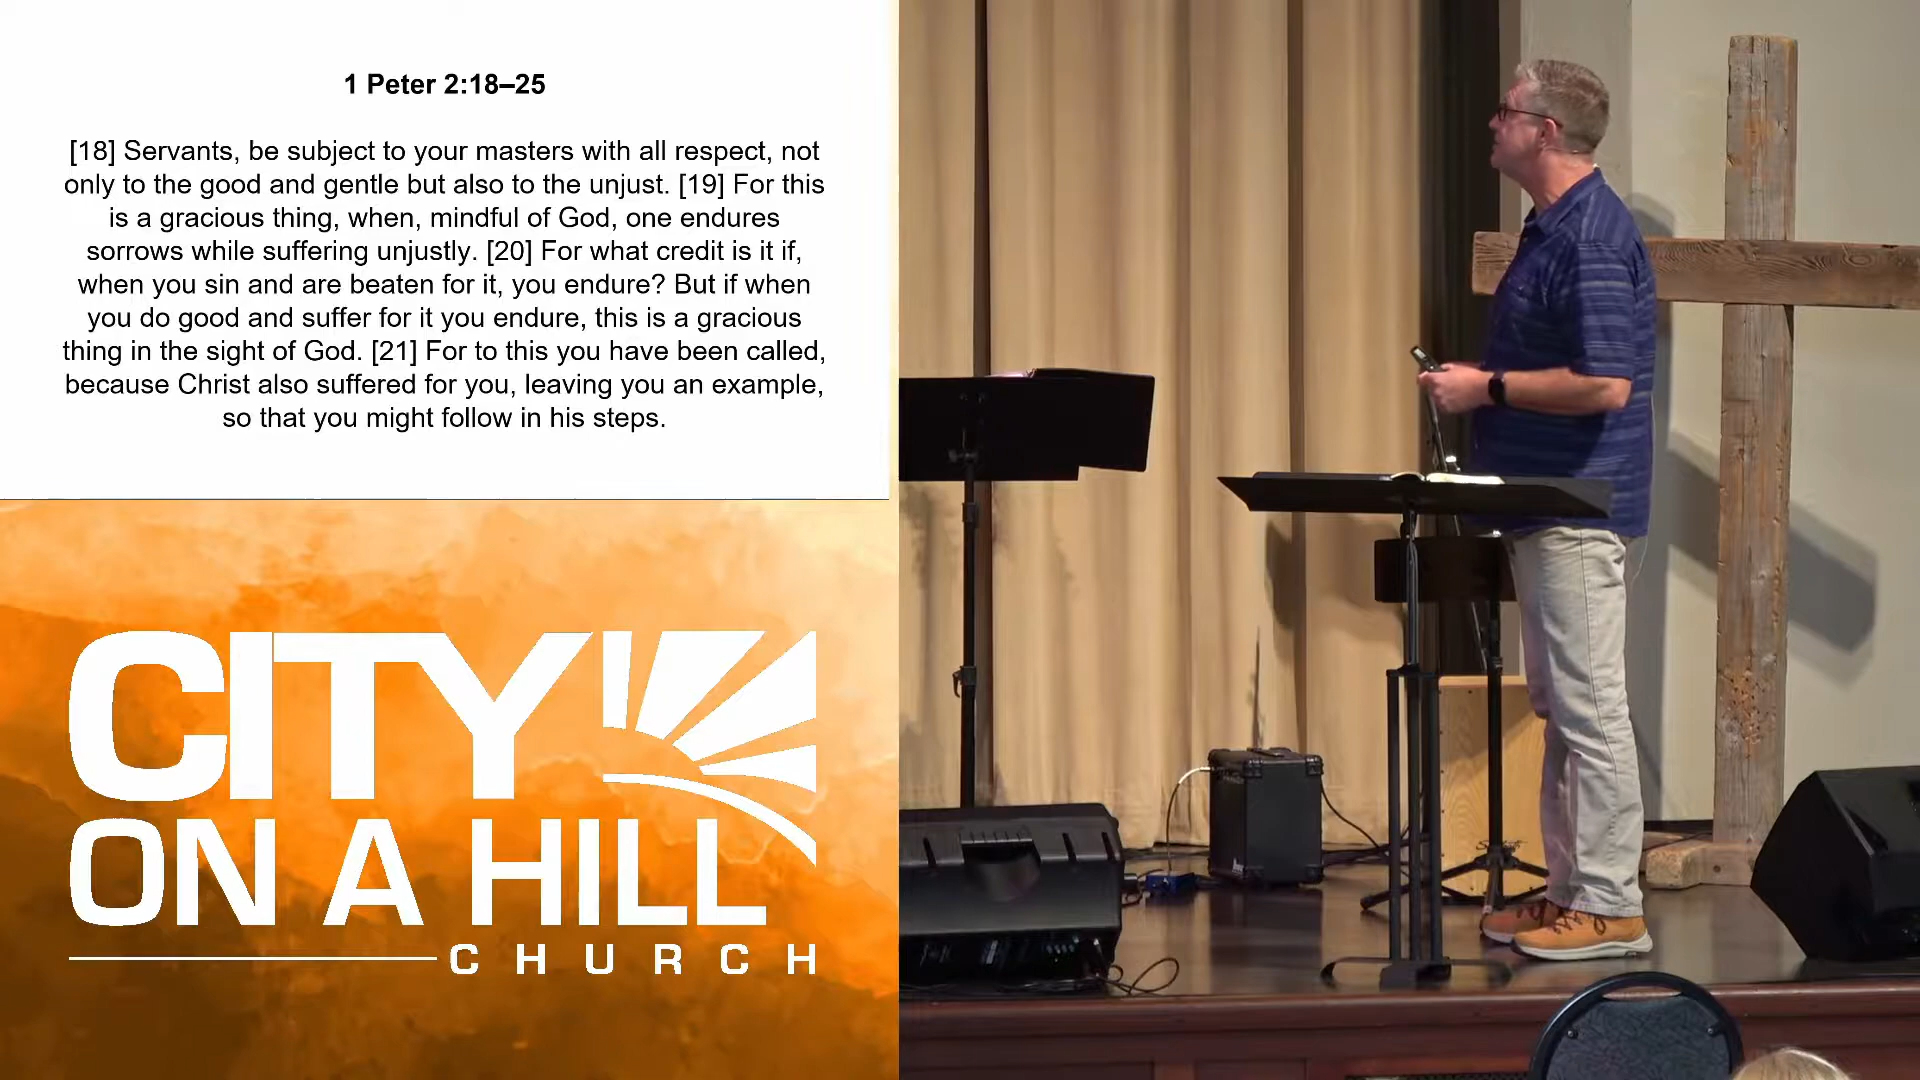 1 Peter 2:18–25
[18] Servants, be subject to your masters with all respect, not
only to the good and gentle but also to the unjust. [19] For this
is a gracious thing, when, mindful of God, one endures
sorrows while suffering unjustly. [20] For what credit is it if,
when you sin and are beaten for it, you endure? But if when
you do good and suffer for it you endure, this is a gracious
thing in the sight of God. [21] For to this you have been called,
because Christ also suffered for you, leaving you an example,
so that you might follow in his steps.
CITY
ON A HILL
CHURCH